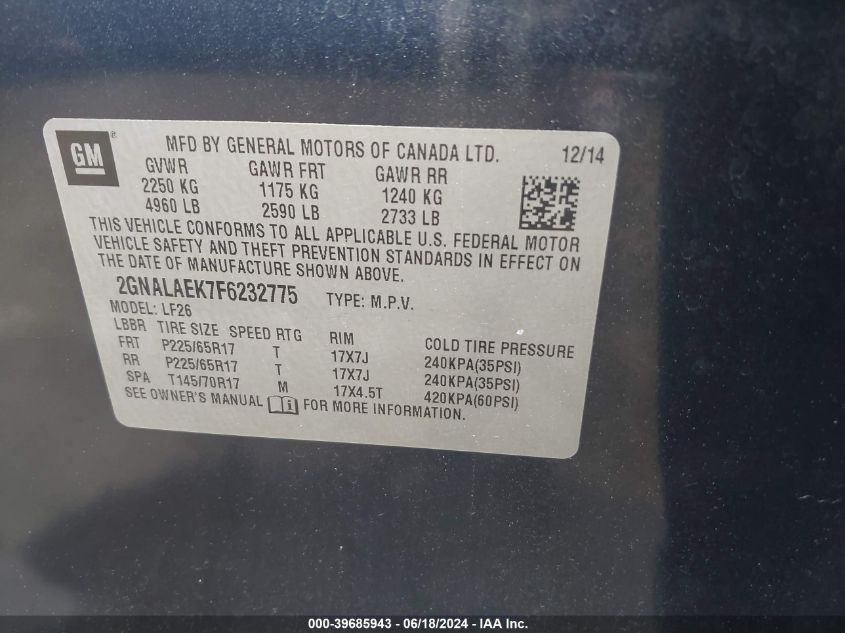 GM ® MFD BY GENERAL MOTORS OF CANADA LTD. 12/14
GVWR GAWR FRT GAWR RR
2250 KG 1175 KG 1240 KG
4960 LB 2590 LB 2733 LB
THIS VEHICLE CONFORMS TO ALL APPLICABLE U.S. FEDERAL MOTOR
VEHICLE SAFETY AND THEFT PREVENTION STANDARDS IN EFFECT ON
THE DATE OF MANUFACTURE SHOWN ABOVE.
2GNALAEK7F6232775 TYPE: M.P.V.
MODEL: LF26
LBBR TIRE SIZE SPEED RTG RIM COLD TIRE PRESSURE
FRT P225/65R17 T 17X7J 240KPA(35PSI)
RR P225/65R17 T 17X7J 240KPA(35PSI)
SPA T145/70R17 M 17X4.5T 420KPA(60PSI)
SEE OWNER'S MANUAL FOR MORE INFORMATION.
000-39685943 - 06/18/2024 - IAA Inc.